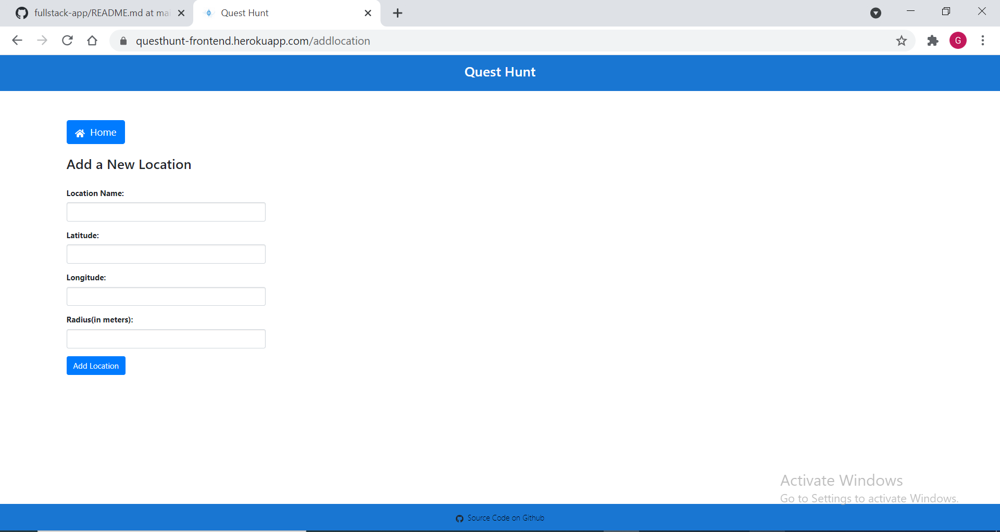 fullstack-app/README.md at mai
Quest Hunt
questhunt-frontend.herokuapp.com/addlocation
G
Quest Hunt
Home
Add a New Location
Location Name:
Latitude:
Longitude:
Radius(in meters):
Add Location
Activate Windows
Go to Settings to activate Windows.
Source Code on Github